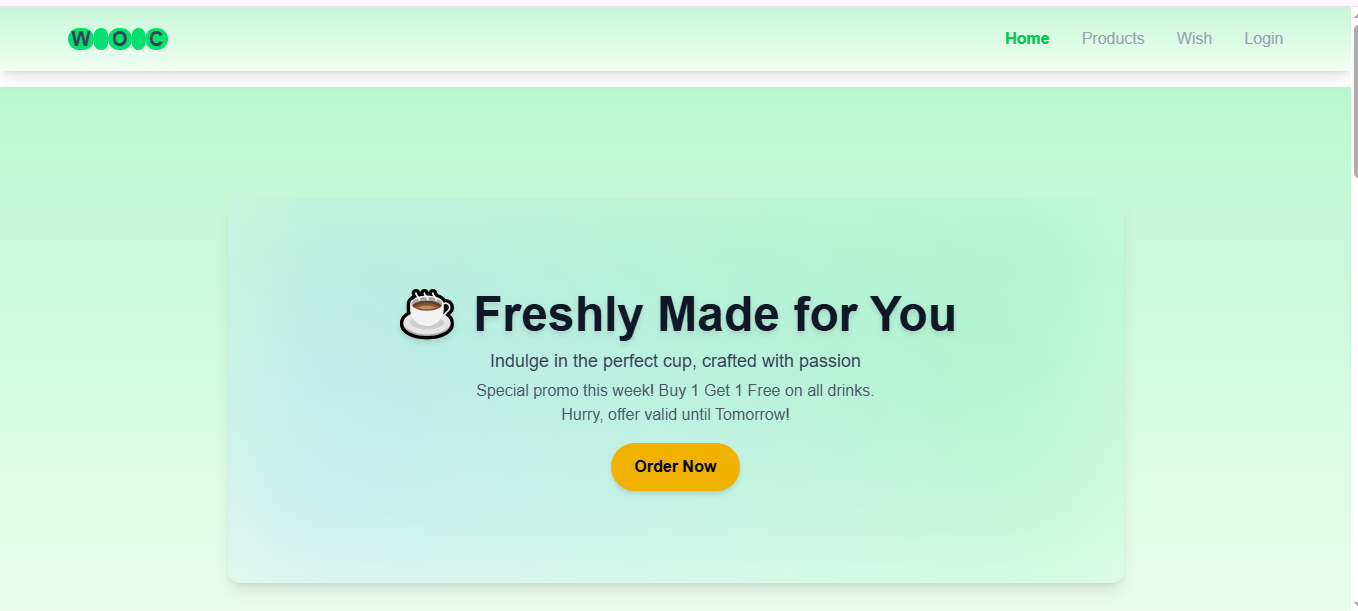 W O C
Home Products Wish Login
☕ Freshly Made for You
Indulge in the perfect cup, crafted with passion
Special promo this week! Buy 1 Get 1 Free on all drinks.
Hurry, offer valid until Tomorrow!
Order Now